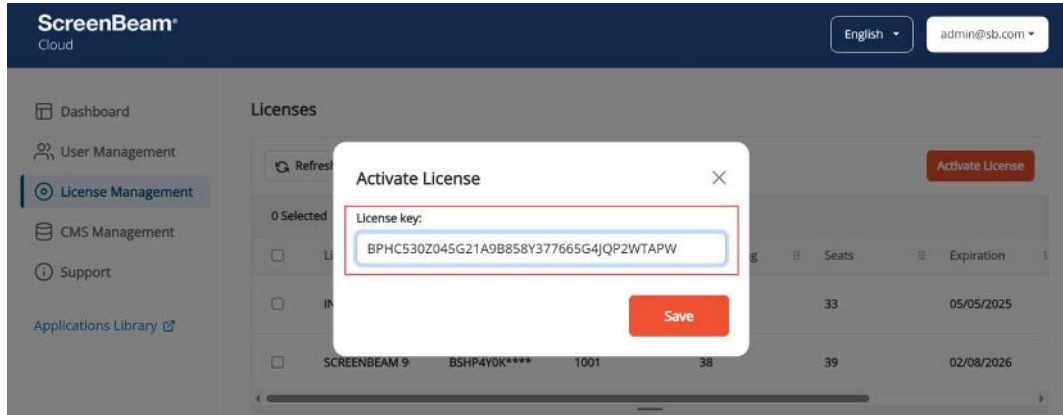 ScreenBeam®
Cloud
English
admin@sb.com
Dashboard
User Management
License Management
CMS Management
Support
Applications Library
Licenses
Activate License
0 Selected
Seats
Expiration
33
05/05/2025
SCREENBEAM 9
BSHP4Y0K****
1001
38
39
02/08/2026
Activate License
License key:
BPHC530Z045G21A9B858Y377665G4JQP2WTAPW
Save